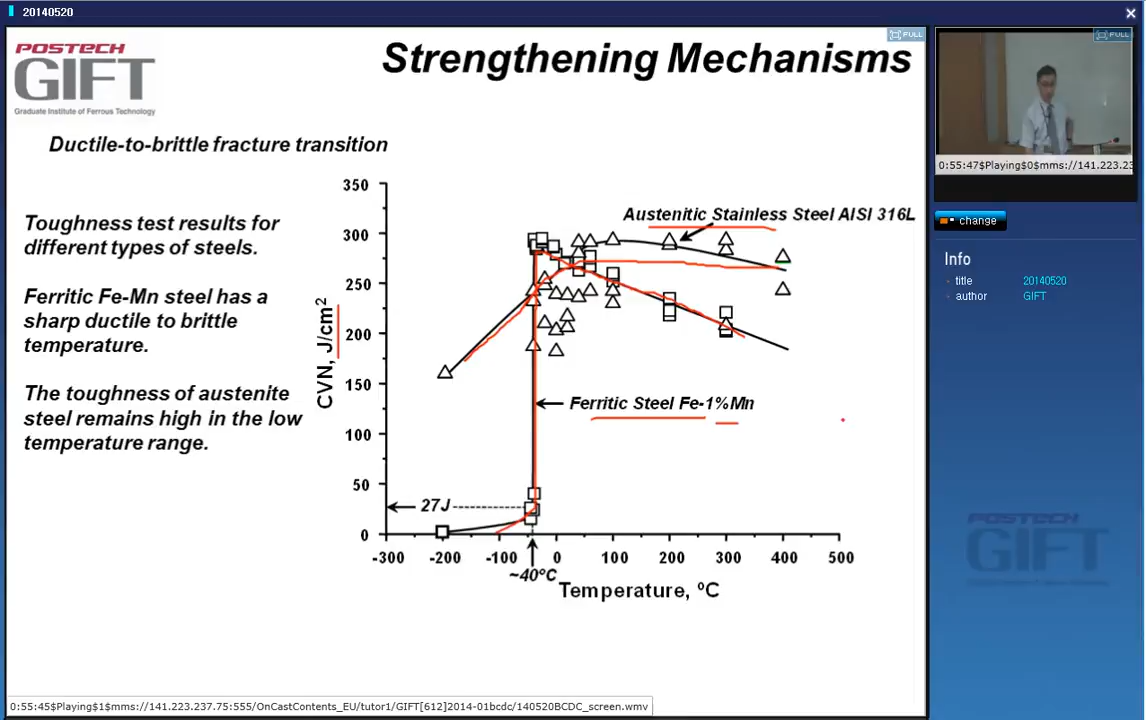 20140520
FULL
FULL
POSTECH
GIFT
Graduate Institute of Ferrous Technology
Strengthening Mechanisms
Ductile-to-brittle fracture transition
Toughness test results for
different types of steels.
Ferritic Fe-Mn steel has a
sharp ductile to brittle
temperature.
The toughness of austenite
steel remains high in the low
temperature range.
350
300
250
200
150
100
50
0
CVN, J/cm²
Austenitic Stainless Steel AISI 316L
Ferritic Steel Fe-1%Mn
27J
-300 -200 -100 0 100 200 300 400 500
~40ºC
Temperature, ºC
0:55:45$Playing$1$mms://141.223.237.75:555/OnCastContents_EU/tutor1/GIFT[612]2014-01bcdc/140520BCDC_screen.wmv
0:55:47$Playing$0$mms://141.223.23
change
Info
title 20140520
author GIFT
POSTECH
GIFT